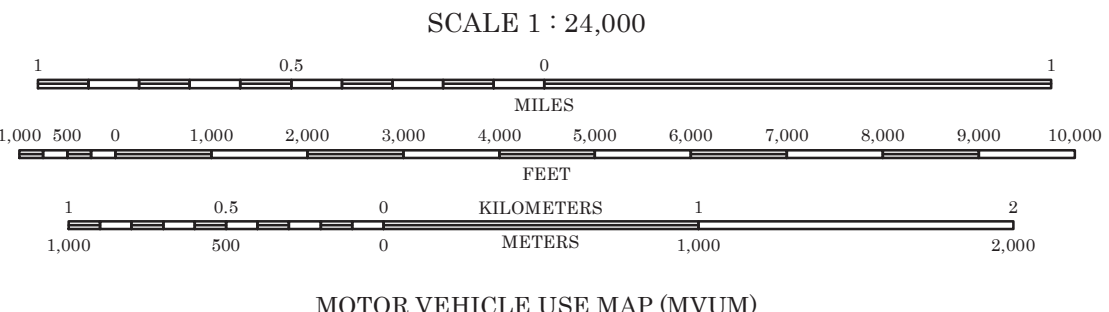 SCALE 1 : 24,000
1 0.5 0 1
MILES
1,000 500 0 1,000 2,000 3,000 4,000 5,000 6,000 7,000 8,000 9,000 10,000
FEET
1 0.5 0 KILOMETERS 1 2
1,000 500 0 METERS 1,000 2,000
MOTOR VEHICLE USE MAP (MVUM)